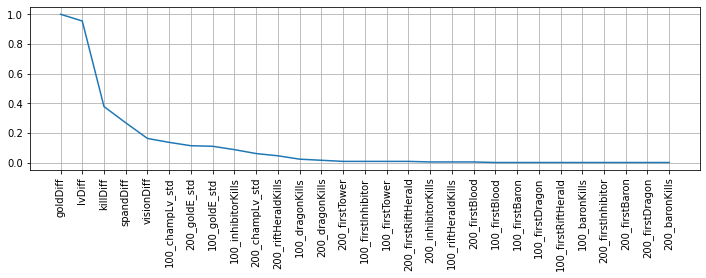 1.0
0.8
0.6
0.4
0.2
0.0
goldDiff
lvDiff
killDiff
spandDiff
visionDiff
100_champLv_std
200_goldE_std
100_goldE_std
100_inhibitorKills
200_champLv_std
200_riftHeraldKills
100_dragonKills
200_dragonKills
200_firstTower
100_firstInhibitor
100_firstTower
200_firstRiftHerald
200_inhibitorKills
100_riftHeraldKills
200_firstBlood
100_firstBlood
100_firstBaron
100_firstDragon
100_firstRiftHerald
100_baronKills
200_firstInhibitor
200_firstBaron
200_firstDragon
200_baronKills